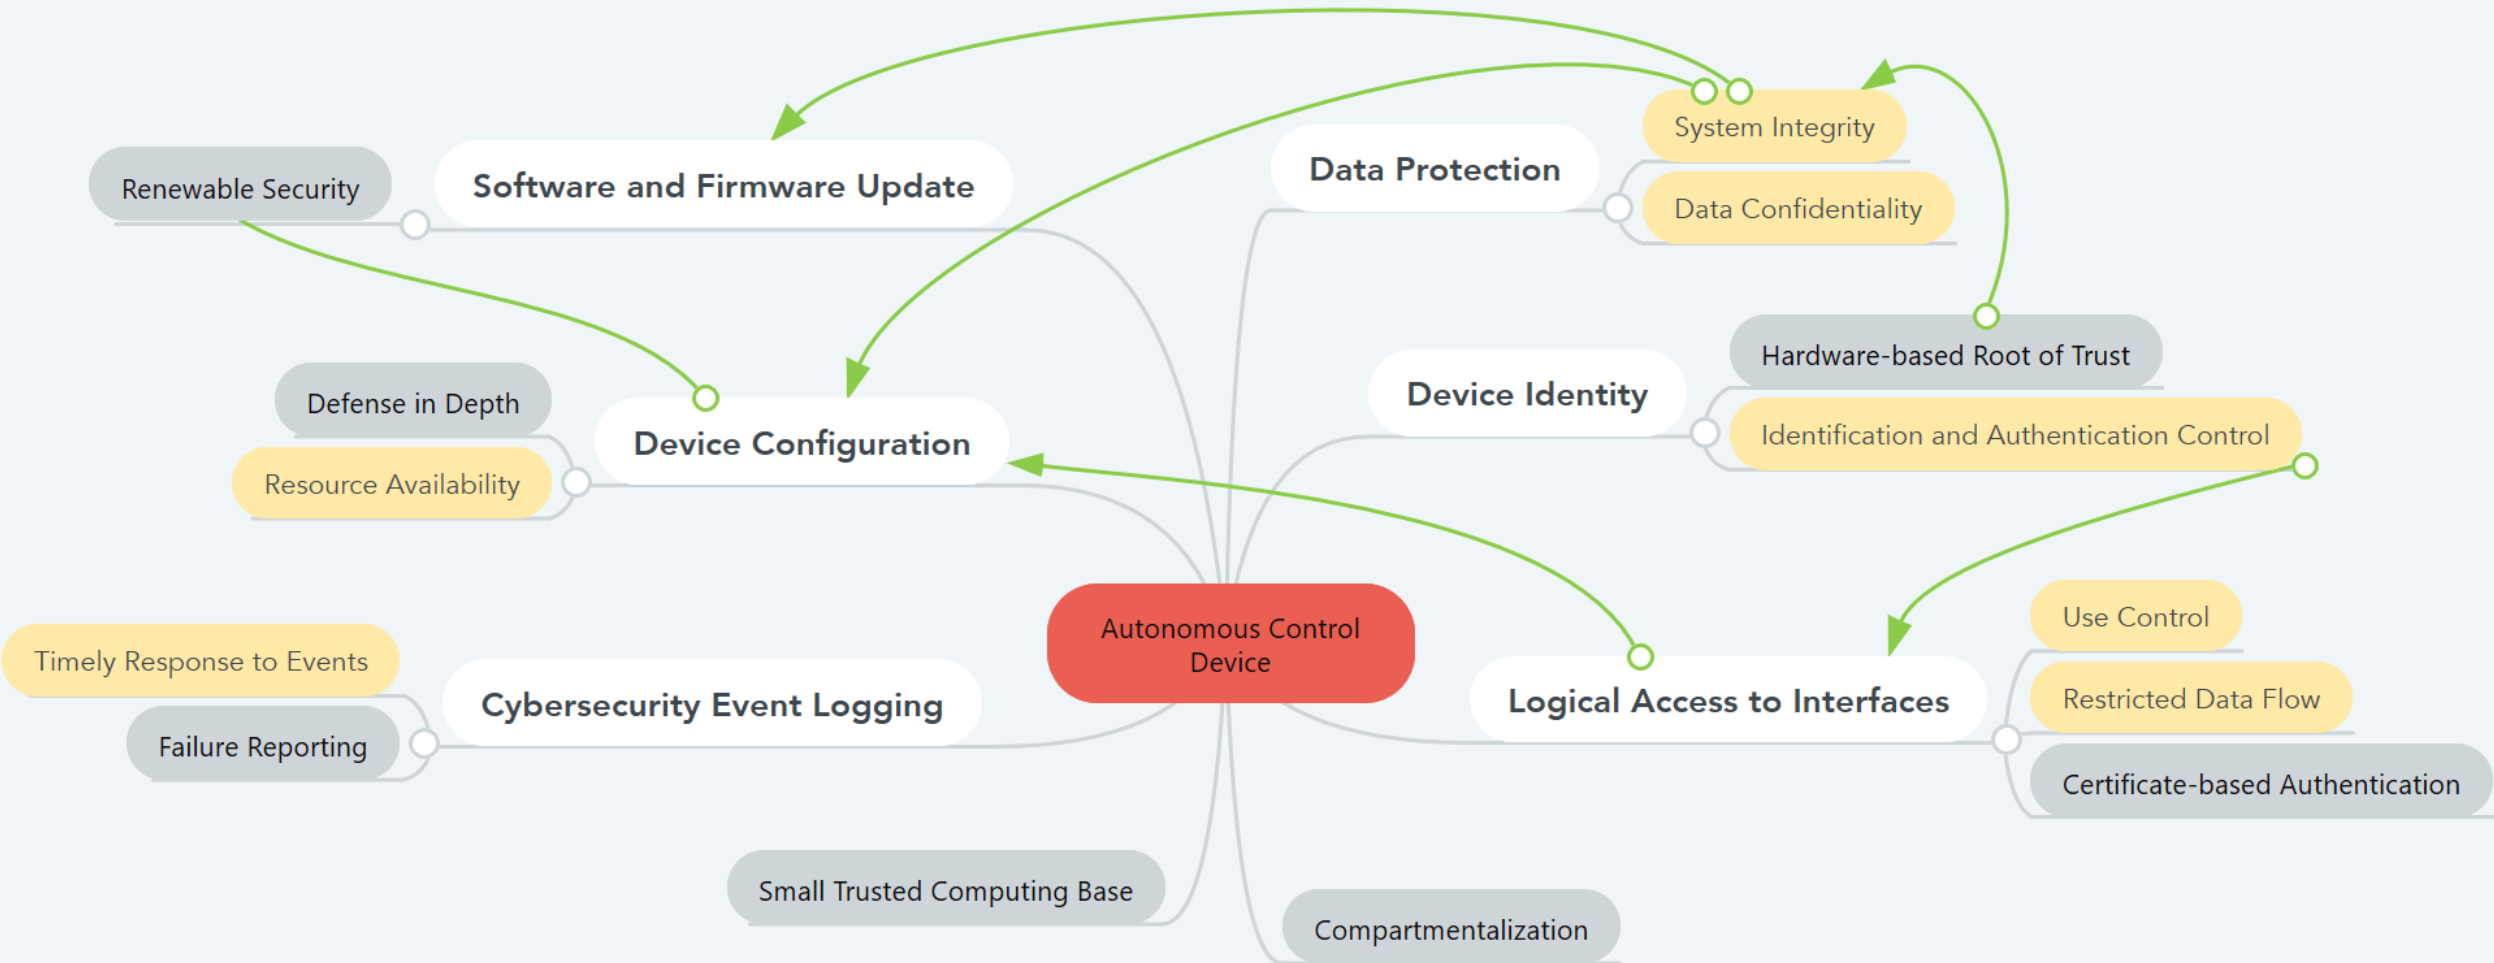 Renewable Security
Software and Firmware Update
Data Protection
System Integrity
Data Confidentiality
Defense in Depth
Resource Availability
Device Configuration
Device Identity
Hardware-based Root of Trust
Identification and Authentication Control
Timely Response to Events
Failure Reporting
Cybersecurity Event Logging
Autonomous Control
Device
Logical Access to Interfaces
Use Control
Restricted Data Flow
Certificate-based Authentication
Small Trusted Computing Base
Compartmentalization